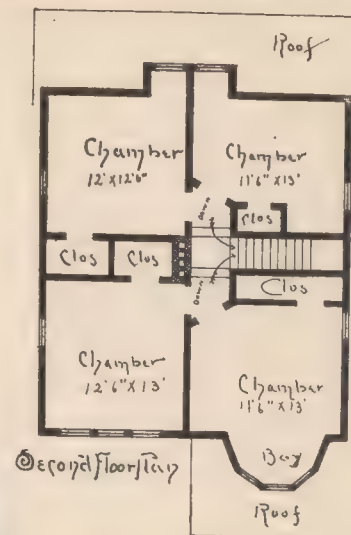 Roof
Chamber
12'X12'6"
Chamber
11'6"X13'
Clos
Down
Clos
Clos
Down
Clos
Chamber
12'6"X13'
Chamber
11'6"X13'
Bay
Second Floor Plan
Roof